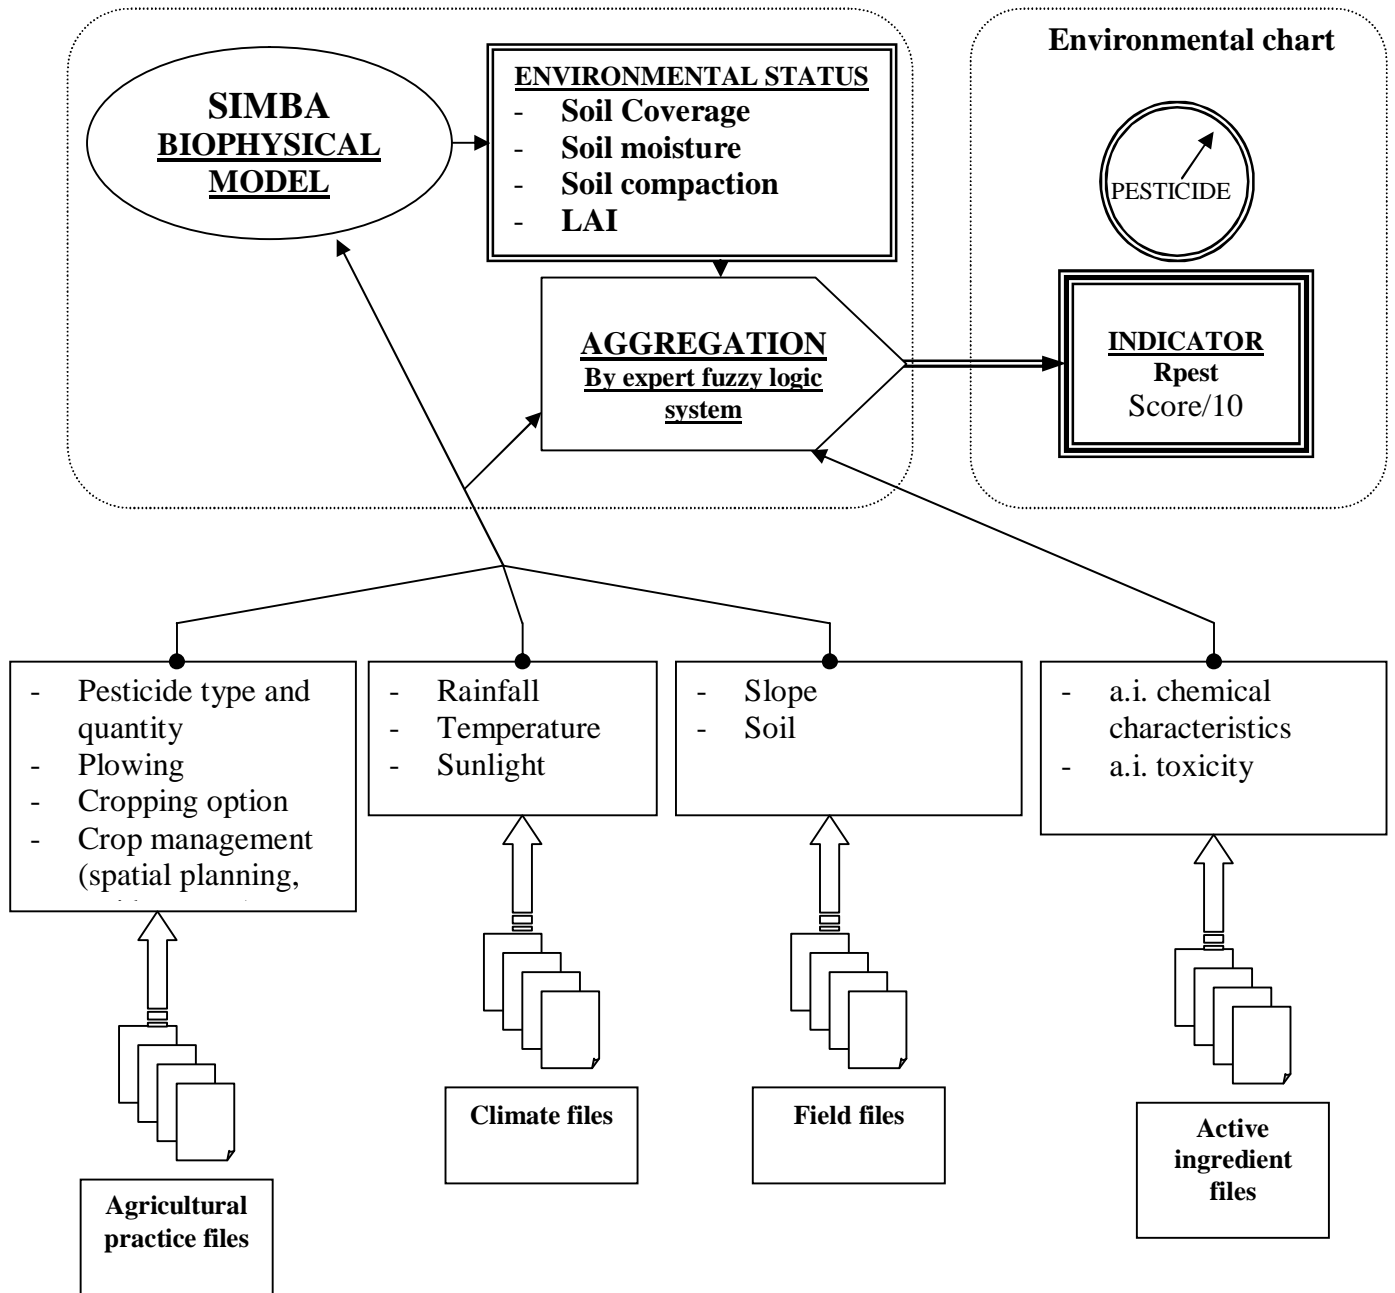 SIMBA
BIOPHYSICAL
MODEL
ENVIRONMENTAL STATUS
- Soil Coverage
- Soil moisture
- Soil compaction
- LAI
Environmental chart
PESTICIDE
AGGREGATION
By expert fuzzy logic
system
INDICATOR
Rpest
Score/10
- Pesticide type and
quantity
- Plowing
- Cropping option
- Crop management
(spatial planning,
- Rainfall
- Temperature
- Sunlight
- Slope
- Soil
- a.i. chemical
characteristics
- a.i. toxicity
Agricultural
practice files
Climate files
Field files
Active
ingredient
files